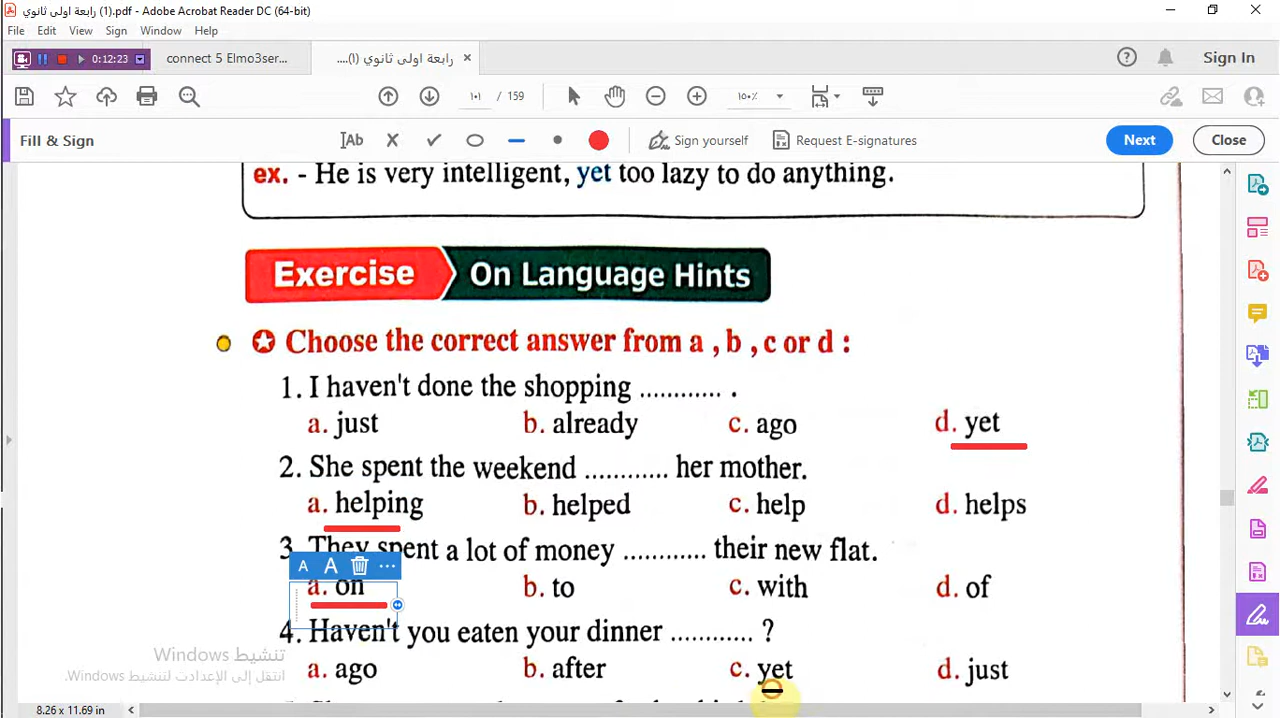 رابعة اولى ثانوي (1).pdf - Adobe Acrobat Reader DC (64-bit)
File Edit View Sign Window Help
0:12:23
connect 5 Elmo3ser...
رابعة اولى ثانوي (١)....
Sign In
١٠١ / 159
١٥٠٪
Fill & Sign
Ab
Sign yourself
Request E-signatures
Next
Close
ex. - He is very intelligent, yet too lazy to do anything.
Exercise On Language Hints
Choose the correct answer from a , b , c or d :
1. I haven't done the shopping ............ .
a. just b. already c. ago d. yet
2. She spent the weekend ............ her mother.
a. helping b. helped c. help d. helps
3. They spent a lot of money ............ their new flat.
A A ...
a. on b. to c. with d. of
4. Haven't you eaten your dinner ............ ?
a. ago b. after c. yet d. just
تنشيط Windows
انتقل إلى الإعدادات لتنشيط Windows.
8.26 x 11.69 in